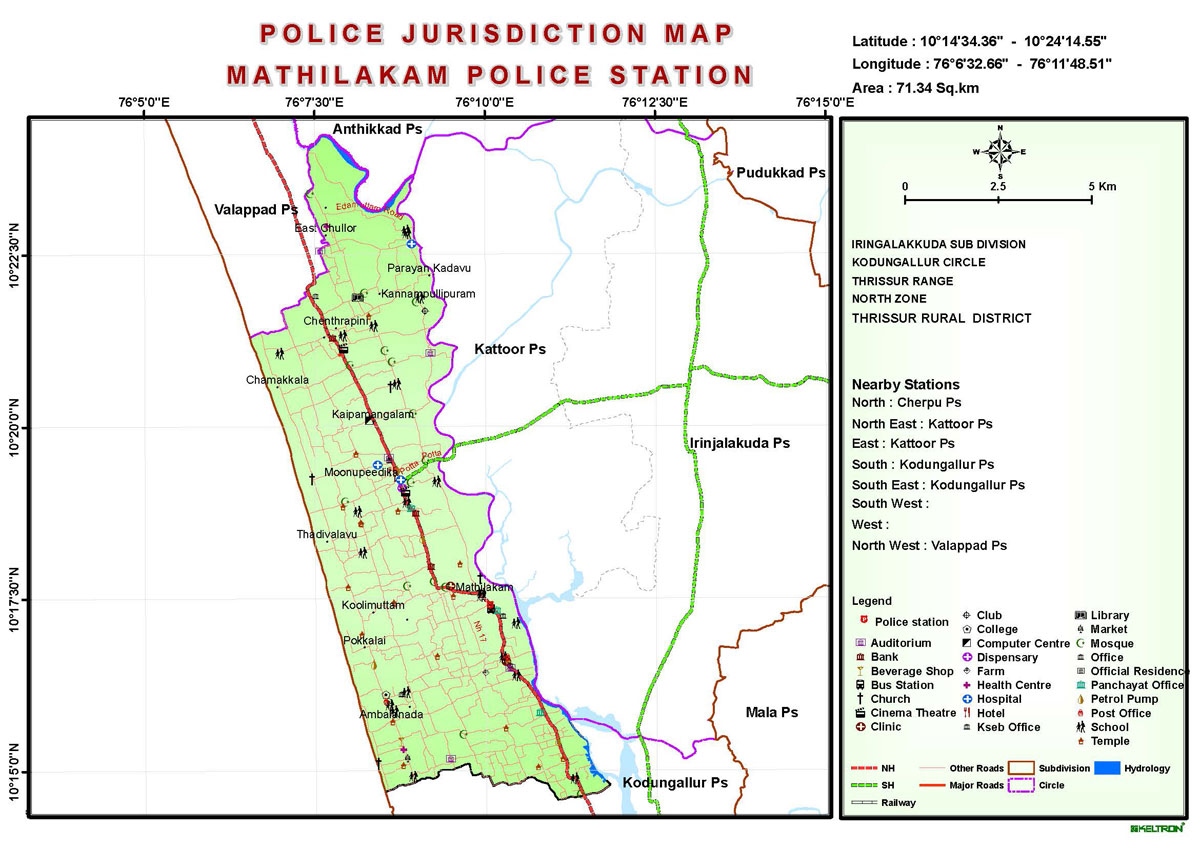 POLICE JURISDICTION MAP
MATHILAKAM POLICE STATION
Latitude : 10°14'34.36" - 10°24'14.55"
Longitude : 76°6'32.66" - 76°11'48.51"
Area : 71.34 Sq.km
76°5'0"E
76°7'30"E
76°10'0"E
76°12'30"E
76°15'0"E
10°22'30"N
10°20'0"N
10°17'30"N
10°15'0"N
Anthikkad Ps
Pudukkad Ps
Valappad Ps
Edamuttam Road
East Chullor
Parayan Kadavu
Kannampullipuram
Chenthrapini
Kattoor Ps
Chamakkala
Kaipamangalam
Irinjalakuda Ps
Potta Potta
Moonupeedika
Thadivalavu
Mathilakam
Koolimuttam
Nh 17
Pokkalai
Ambalanada
Mala Ps
Kodungallur Ps
N
W E
S
0 2.5 5 Km
IRINGALAKKUDA SUB DIVISION
KODUNGALLUR CIRCLE
THRISSUR RANGE
NORTH ZONE
THRISSUR RURAL DISTRICT
Nearby Stations
North : Cherpu Ps
North East : Kattoor Ps
East : Kattoor Ps
South : Kodungallur Ps
South East : Kodungallur Ps
South West :
West :
North West : Valappad Ps
Legend
Police station
Auditorium
Bank
Beverage Shop
Bus Station
Church
Cinema Theatre
Clinic
Club
College
Computer Centre
Dispensary
Farm
Health Centre
Hospital
Hotel
Kseb Office
Library
Market
Mosque
Office
Official Residence
Panchayat Office
Petrol Pump
Post Office
School
Temple
NH
SH
Railway
Other Roads
Major Roads
Subdivision
Circle
Hydrology
KELTRON